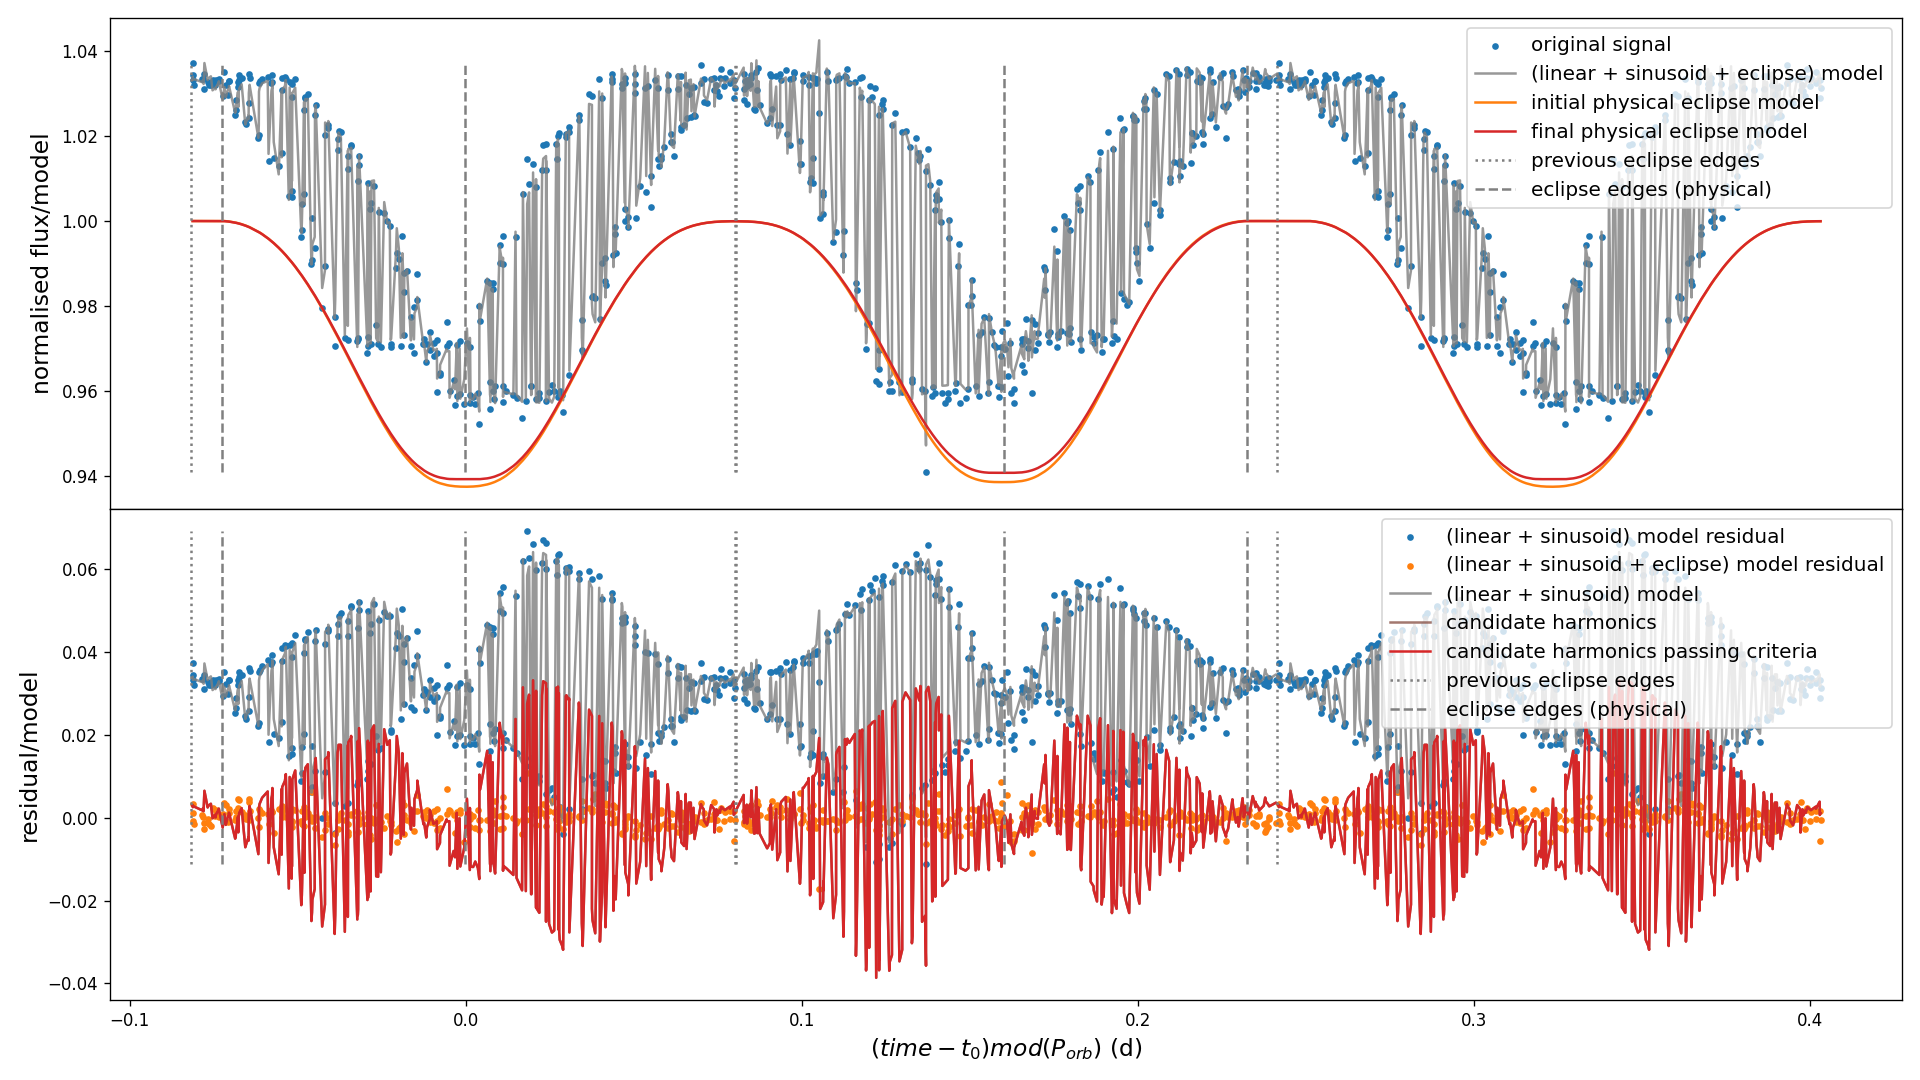 normalised flux/model
1.04
1.02
1.00
0.98
0.96
0.94
original signal
(linear + sinusoid + eclipse) model
initial physical eclipse model
final physical eclipse model
previous eclipse edges
eclipse edges (physical)
residual/model
0.06
0.04
0.02
0.00
−0.02
−0.04
(linear + sinusoid) model residual
(linear + sinusoid + eclipse) model residual
(linear + sinusoid) model
candidate harmonics
candidate harmonics passing criteria
previous eclipse edges
eclipse edges (physical)
−0.1 0.0 0.1 0.2 0.3 0.4
(time − t₀)mod(Pₒᵣᵦ) (d)